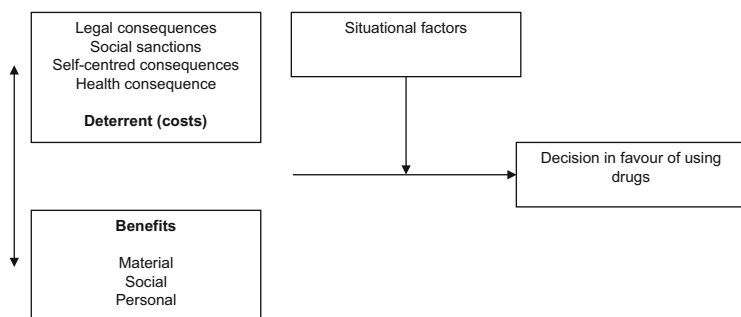 Legal consequences
Social sanctions
Self-centred consequences
Health consequence
Deterrent (costs)
Situational factors
Decision in favour of using
drugs
Benefits
Material
Social
Personal